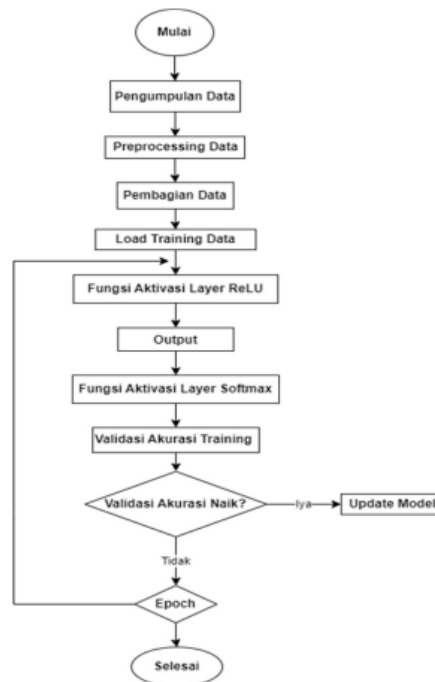 Mulai
Pengumpulan Data
Preprocessing Data
Pembagian Data
Load Training Data
Fungsi Aktivasi Layer ReLU
Output
Fungsi Aktivasi Layer Softmax
Validasi Akurasi Training
Validasi Akurasi Naik?
Iya
Update Model
Tidak
Epoch
Selesai